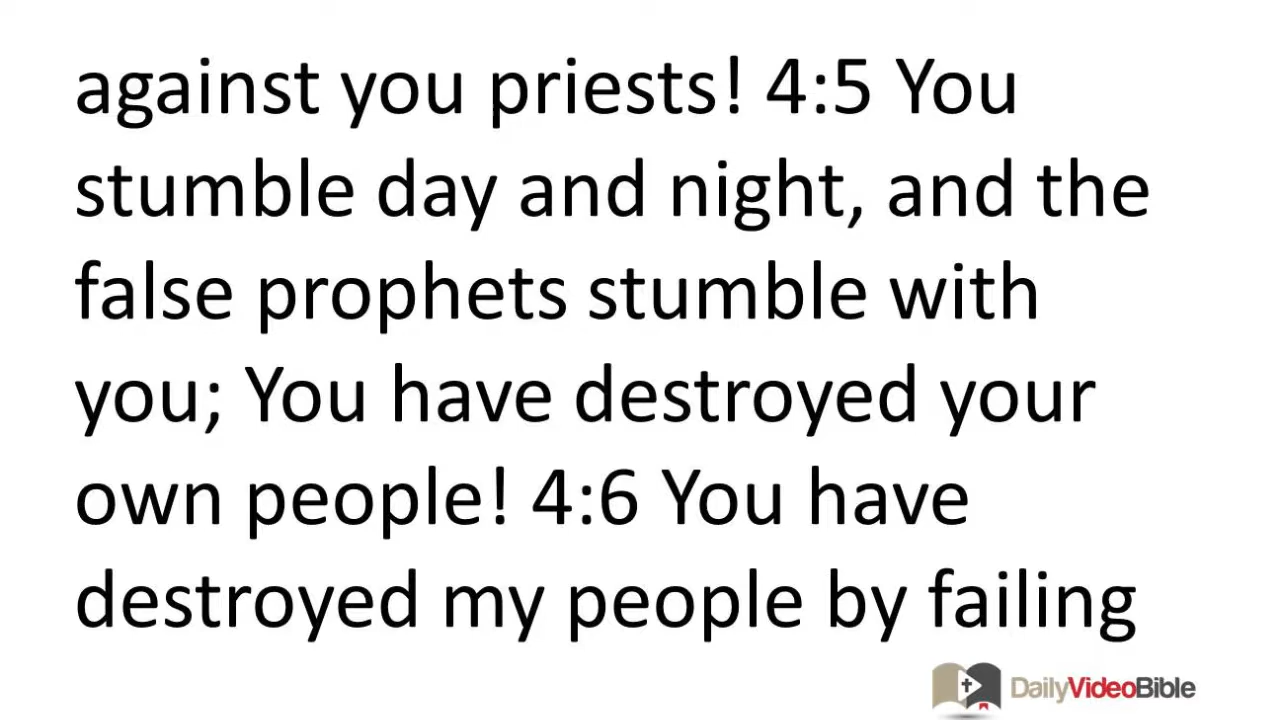 against you priests! 4:5 You
stumble day and night, and the
false prophets stumble with
you; You have destroyed your
own people! 4:6 You have
destroyed my people by failing
DailyVideoBible